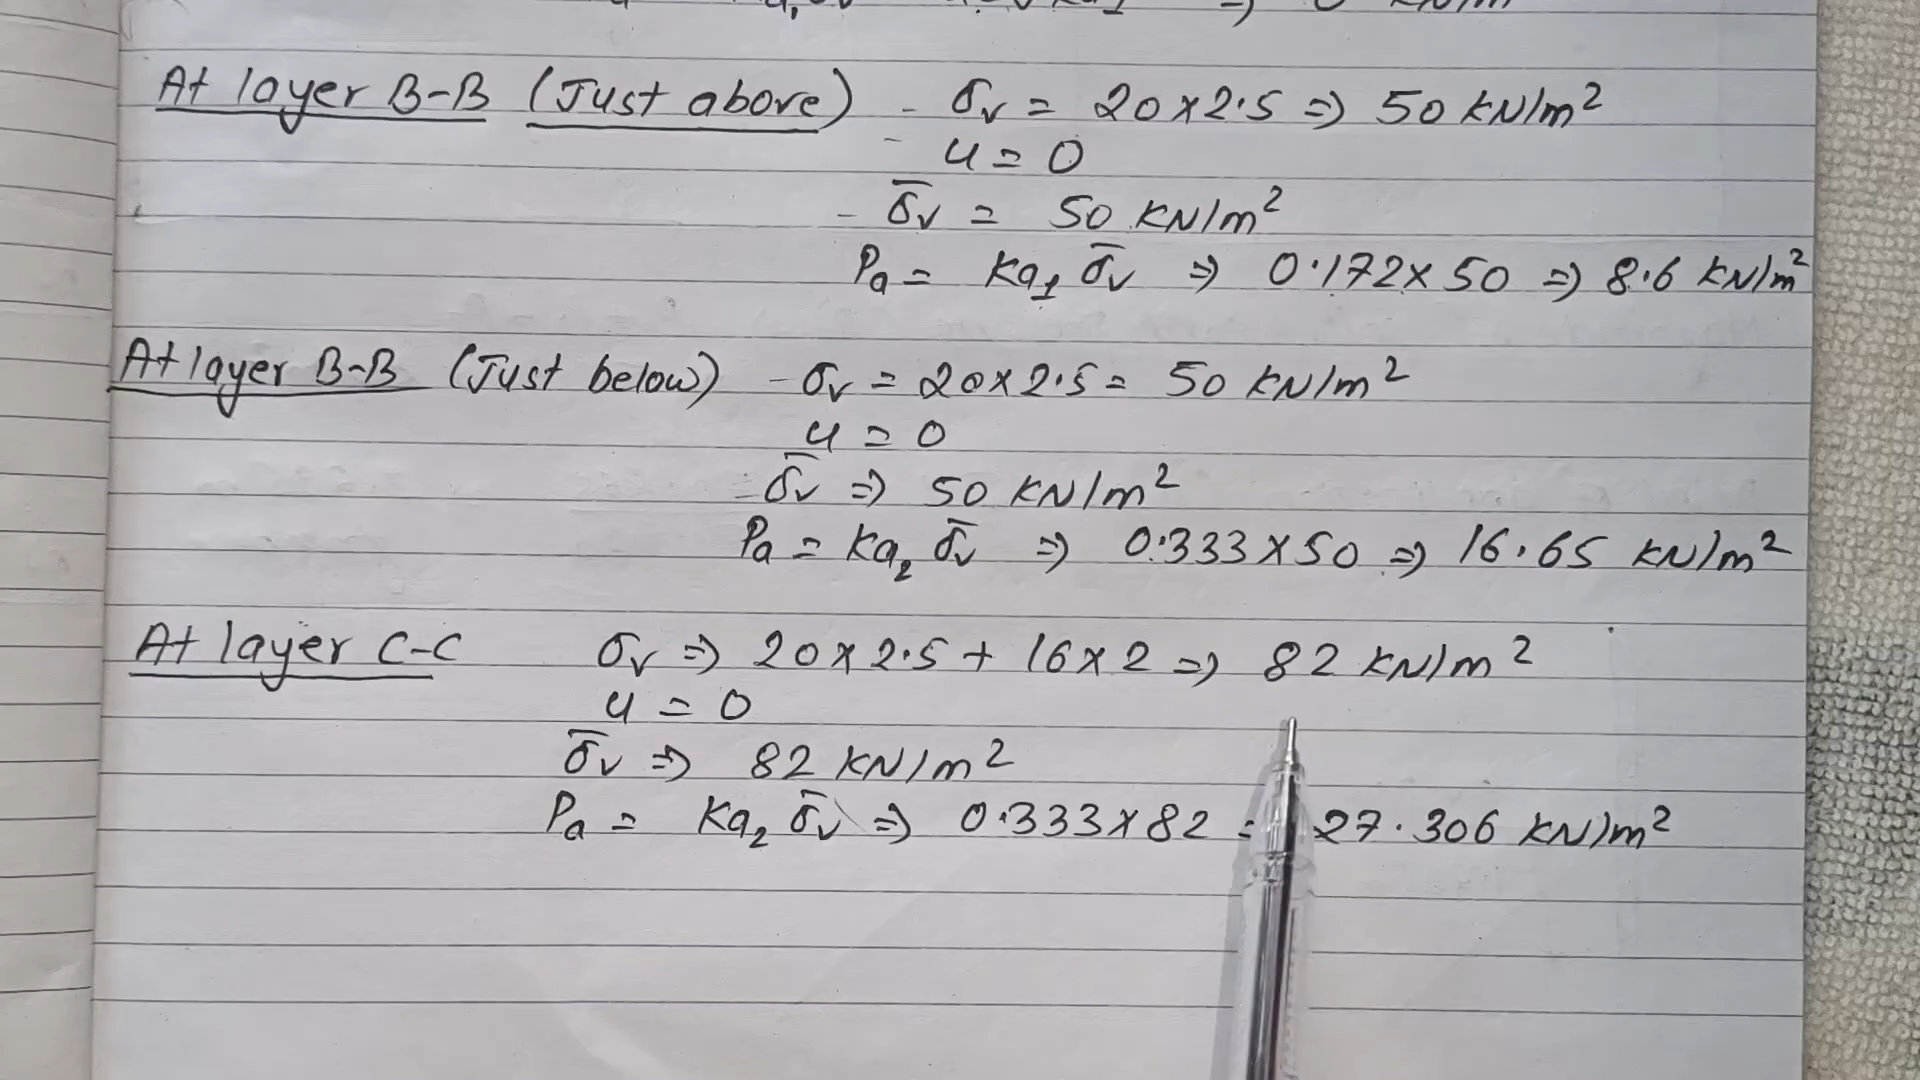 At layer B-B (Just above) - σv = 20×2.5 => 50 KN/m²
- u = 0
- σ̅v = 50 KN/m²
Pa = Ka1 σ̅v => 0.172×50 => 8.6 KN/m²
At layer B-B (Just below) - σv = 20×2.5 = 50 KN/m²
u = 0
- σ̅v => 50 KN/m²
Pa = Ka2 σ̅v => 0.333×50 => 16.65 KN/m²
At layer C-C σv => 20×2.5 + 16×2 => 82 KN/m²
u = 0
σ̅v => 82 KN/m²
Pa = Ka2 σ̅v => 0.333×82 = 27.306 KN/m²